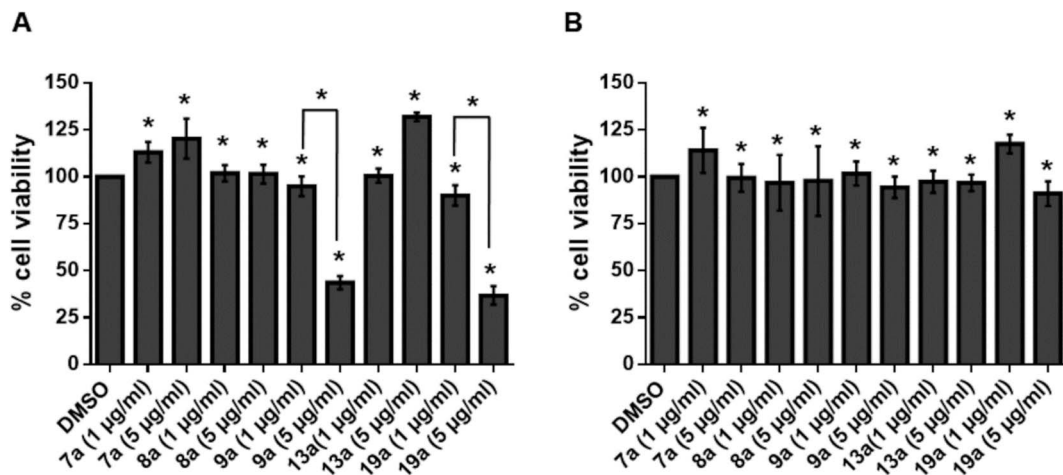 A
% cell viability
150
125
100
75
50
25
0
* * * * * * * * * * * *
DMSO
7a (1 µg/ml)
7a (5 µg/ml)
8a (1 µg/ml)
8a (5 µg/ml)
9a (1 µg/ml)
9a (5 µg/ml)
13a(1 µg/ml)
13a (5 µg/ml)
19a (1 µg/ml)
19a (5 µg/ml)
B
% cell viability
150
125
100
75
50
25
0
* * * * * * * * * *
DMSO
7a (1 µg/ml)
7a (5 µg/ml)
8a (1 µg/ml)
8a (5 µg/ml)
9a (1 µg/ml)
9a (5 µg/ml)
13a(1 µg/ml)
13a (5 µg/ml)
19a (1 µg/ml)
19a (5 µg/ml)